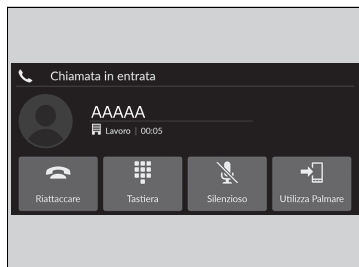 Chiamata in entrata
AAAAA
Lavoro | 00:05
Riattaccare
Tastiera
Silenzioso
Utilizza Palmare